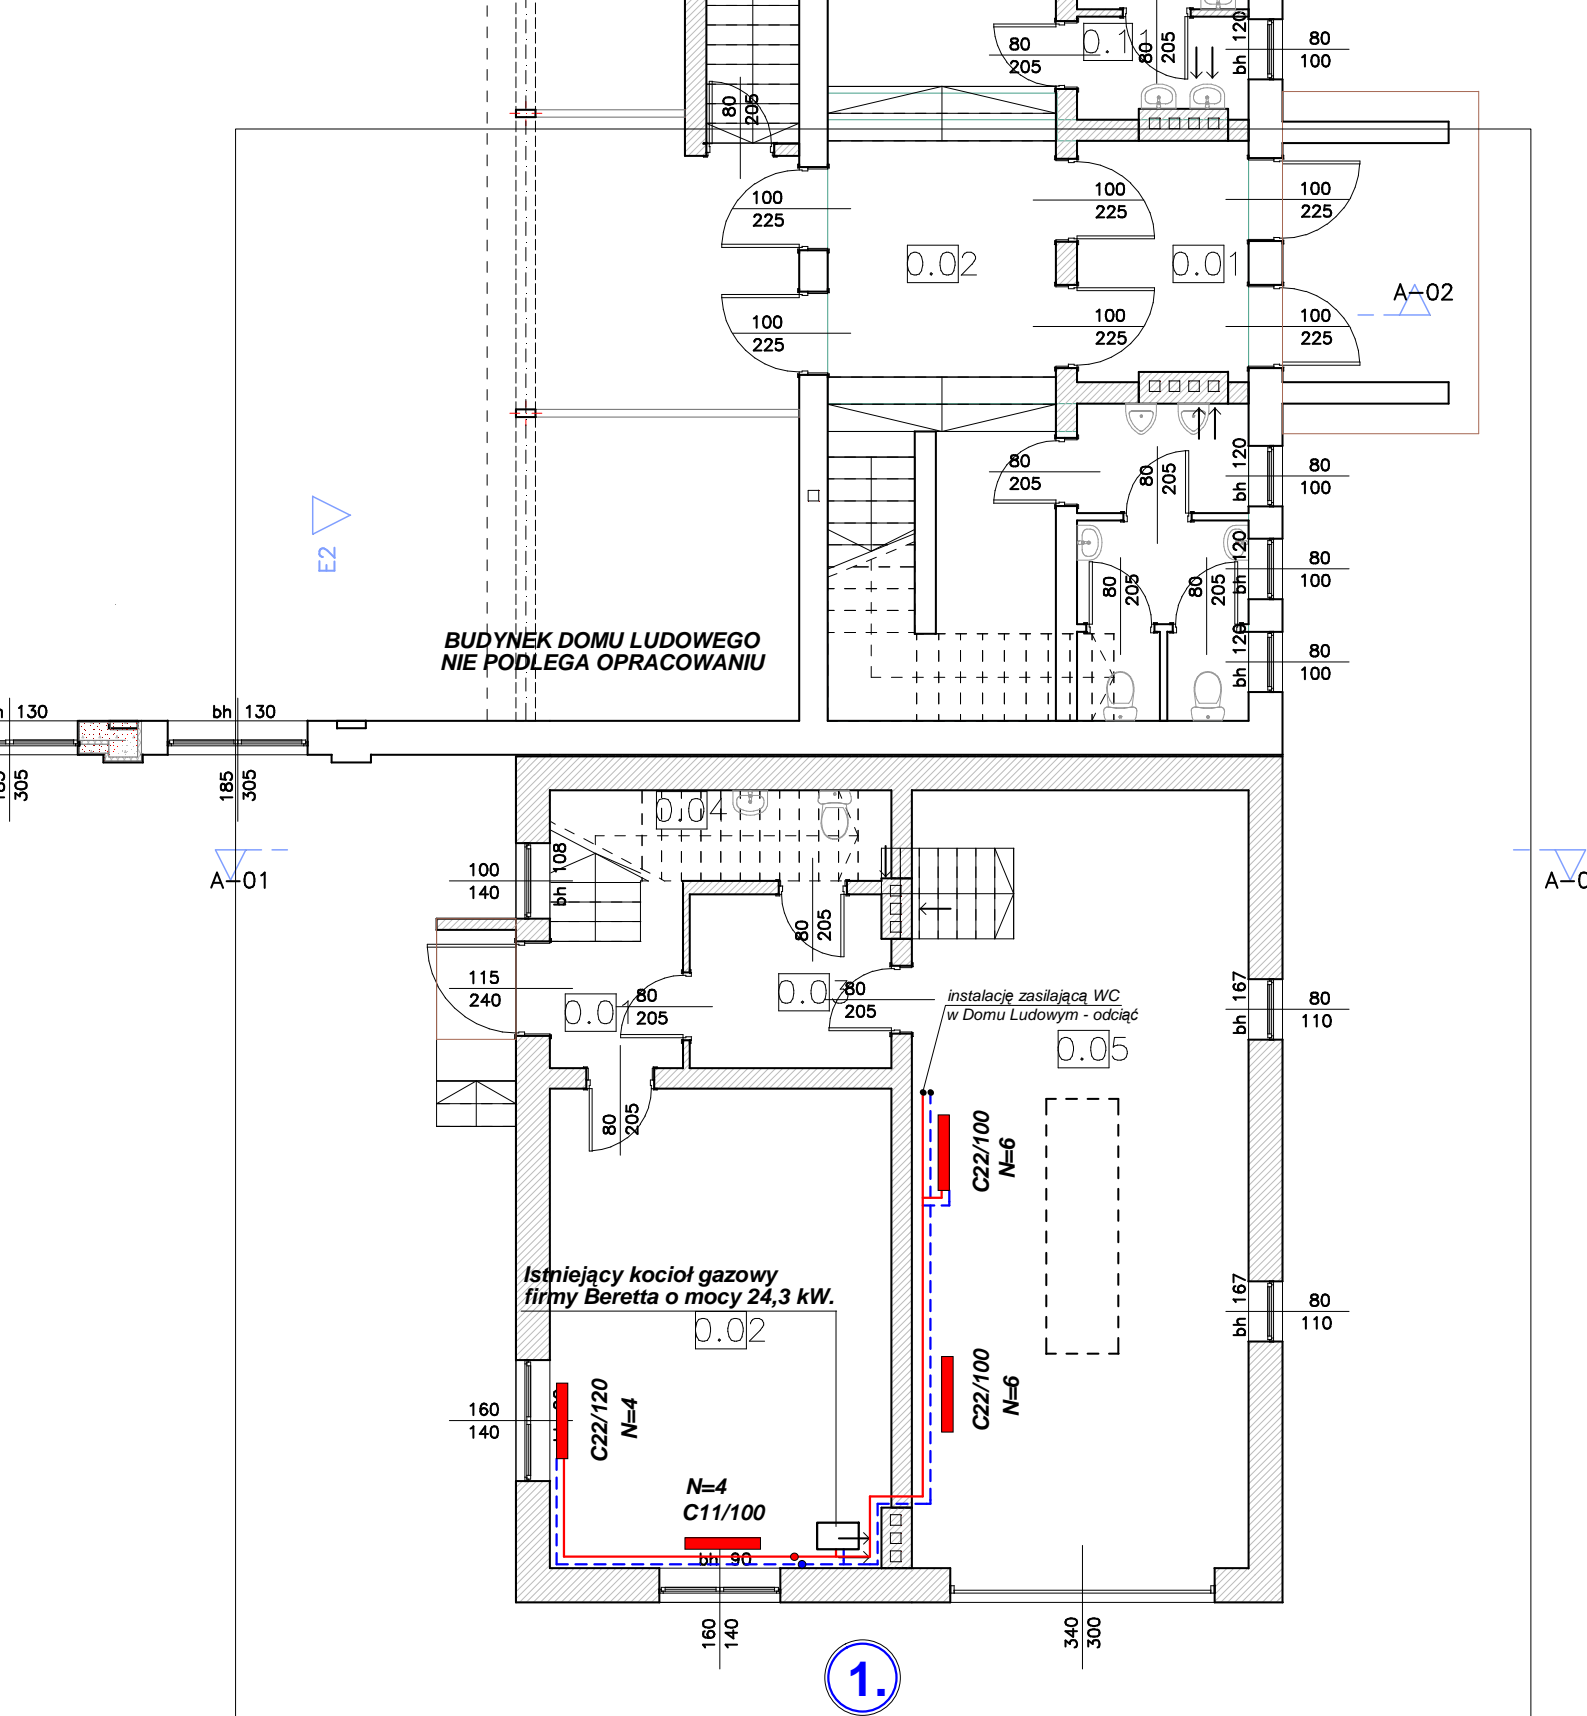 80
205
0.11
80
205
bh 120
80
100
80
205
100
225
100
225
100
225
0.02
0.01
A-02
100
225
100
225
100
225
80
205
80
205
bh 120
80
100
E2
80
205
80
205
bh 120
80
100
bh 120
80
100
BUDYNEK DOMU LUDOWEGO
NIE PODLEGA OPRACOWANIU
130
bh 130
305
185
305
0.04
100
140
bh 108
A-01
80
205
115
240
0.01
80
205
0.03
80
205
instalację zasilającą WC
w Domu Ludowym - odciąć
0.05
bh 167
80
110
80
205
C22/100
N=6
Istniejący kocioł gazowy
firmy Beretta o mocy 24,3 kW.
0.02
bh 167
80
110
160
140
C22/120
N=4
C22/100
N=6
N=4
C11/100
bh 90
160
140
340
300
1.